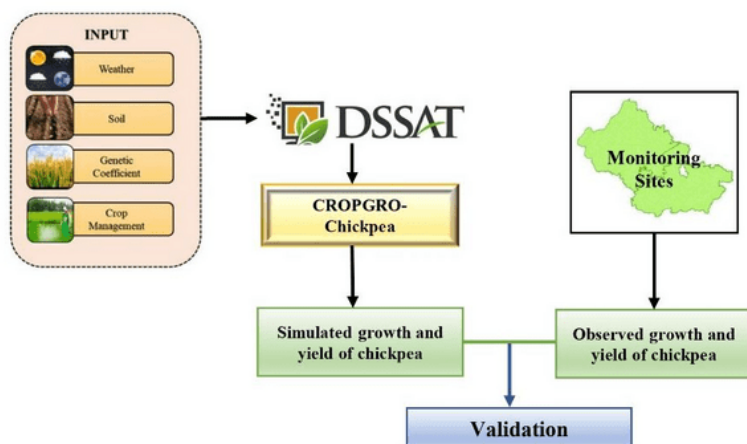 INPUT
Weather
Soil
Genetic
Coefficient
Crop
Management
DSSAT
CROPGRO-
Chickpea
Monitoring
Sites
Simulated growth and
yield of chickpea
Observed growth and
yield of chickpea
Validation